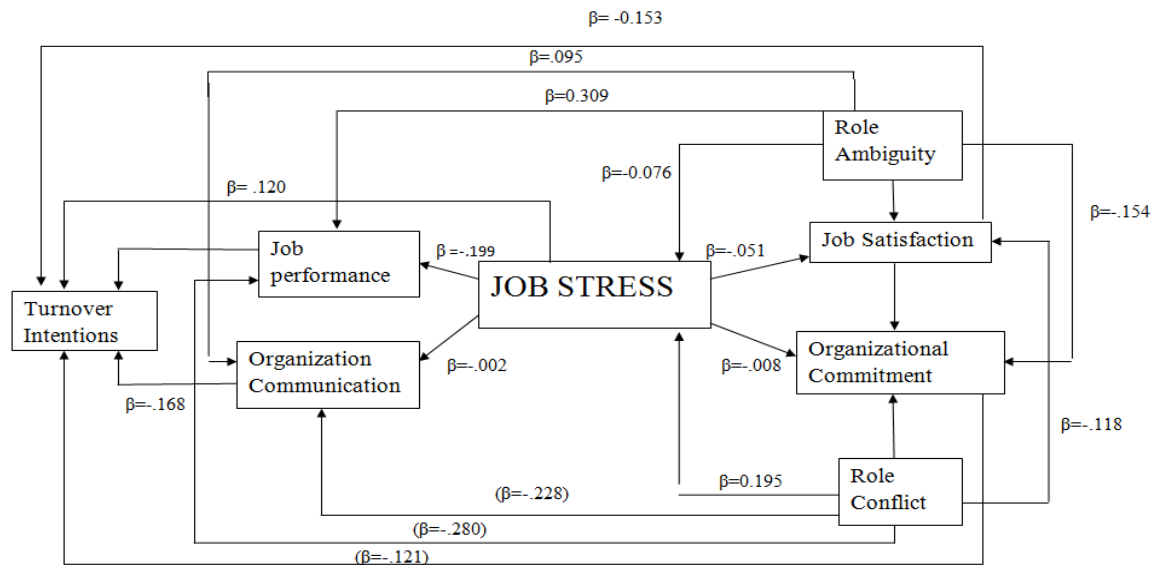 β= -0.153
β=.095
β=0.309
Role
Ambiguity
β=-0.076
β= .120
β=-.154
Job
performance
β =-.199
β=-.051
Job Satisfaction
JOB STRESS
Turnover
Intentions
Organization
Communication
β=-.002
β=-.008
Organizational
Commitment
β=-.168
β=-.118
Role
Conflict
β=0.195
(β=-.228)
(β=-.280)
(β=-.121)